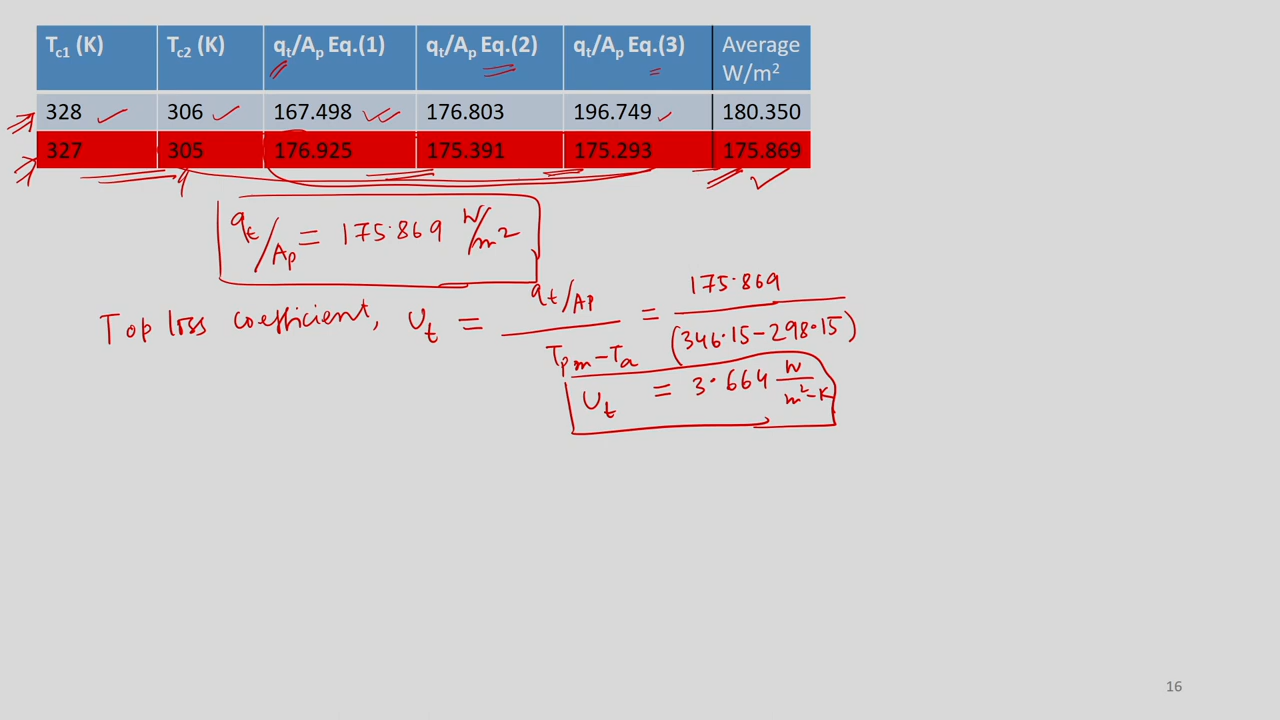 Tc1 (K) Tc2 (K) qt/Ap Eq.(1) qt/Ap Eq.(2) qt/Ap Eq.(3) Average W/m2
328 306 167.498 176.803 196.749 180.350
327 305 176.925 175.391 175.293 175.869
qt/Ap = 175.869 W/m2
Top loss coefficient, Ut = qt/Ap / Tpm-Ta = 175.869 / (346.15-298.15)
Ut = 3.664 W/m2-K
16